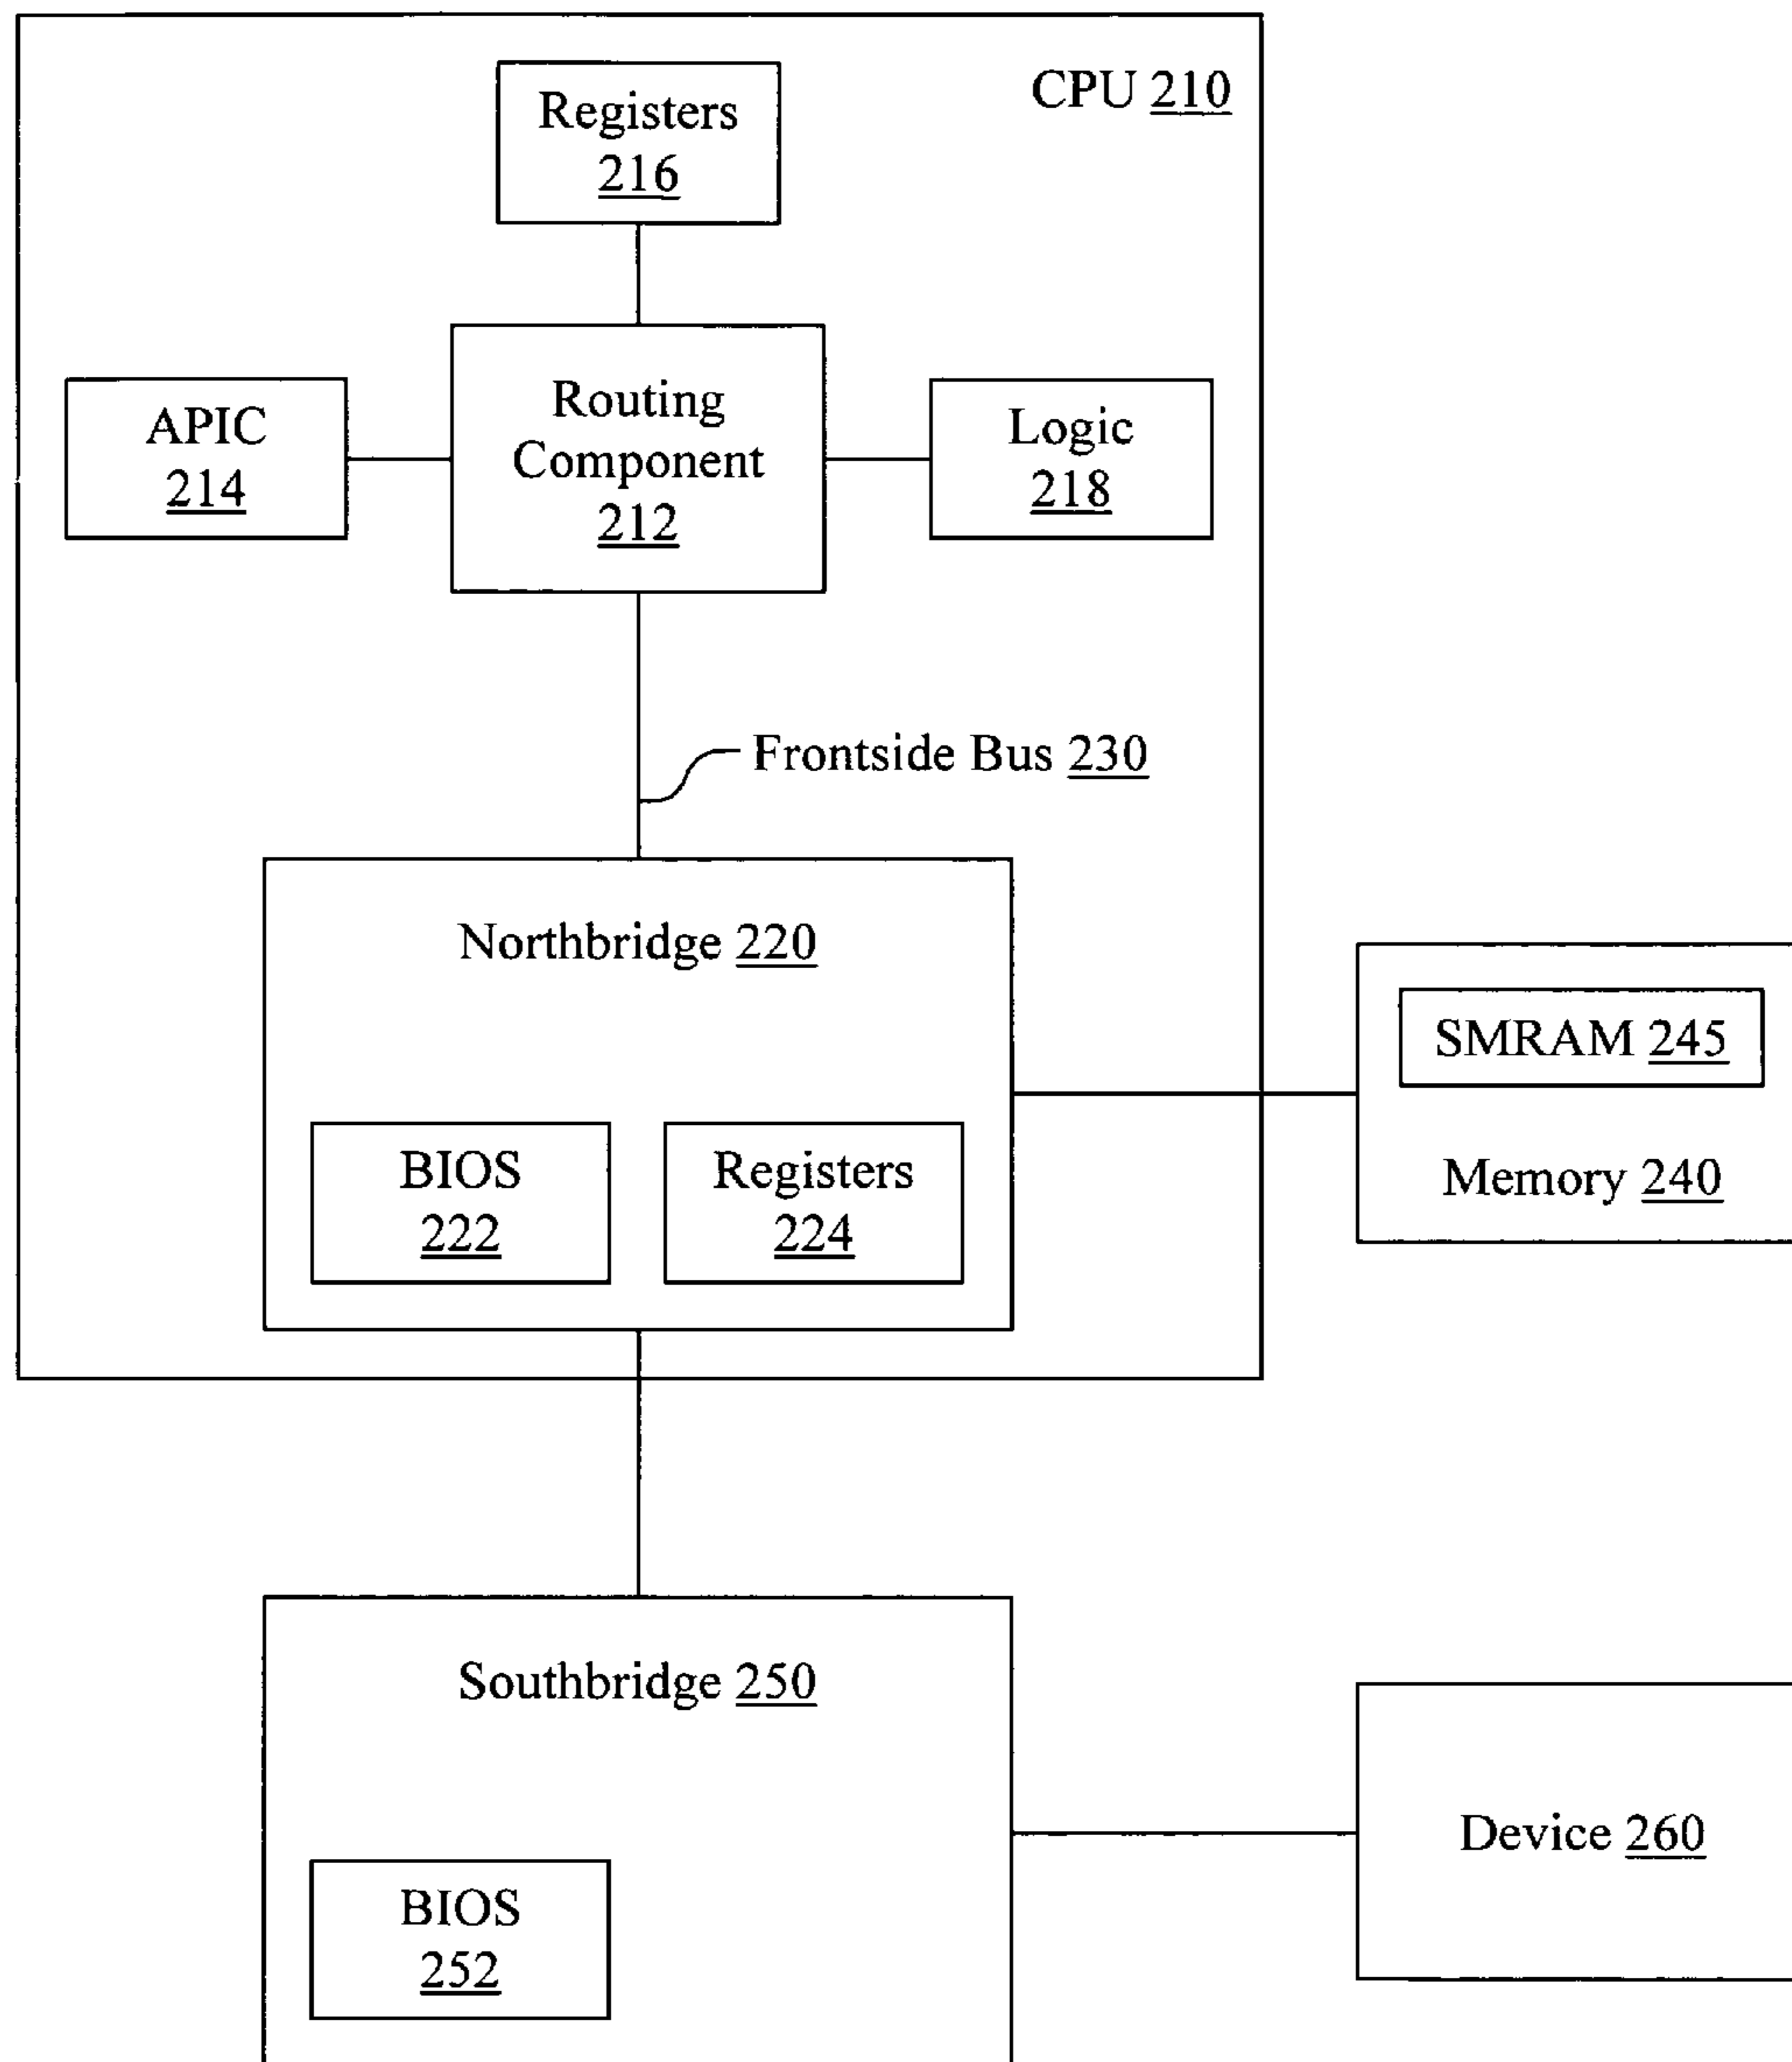 CPU 210
Registers
216
Routing
Component
212
APIC
214
Logic
218
Frontside Bus 230
Northbridge 220
SMRAM 245
BIOS
222
Registers
224
Memory 240
Southbridge 250
Device 260
BIOS
252